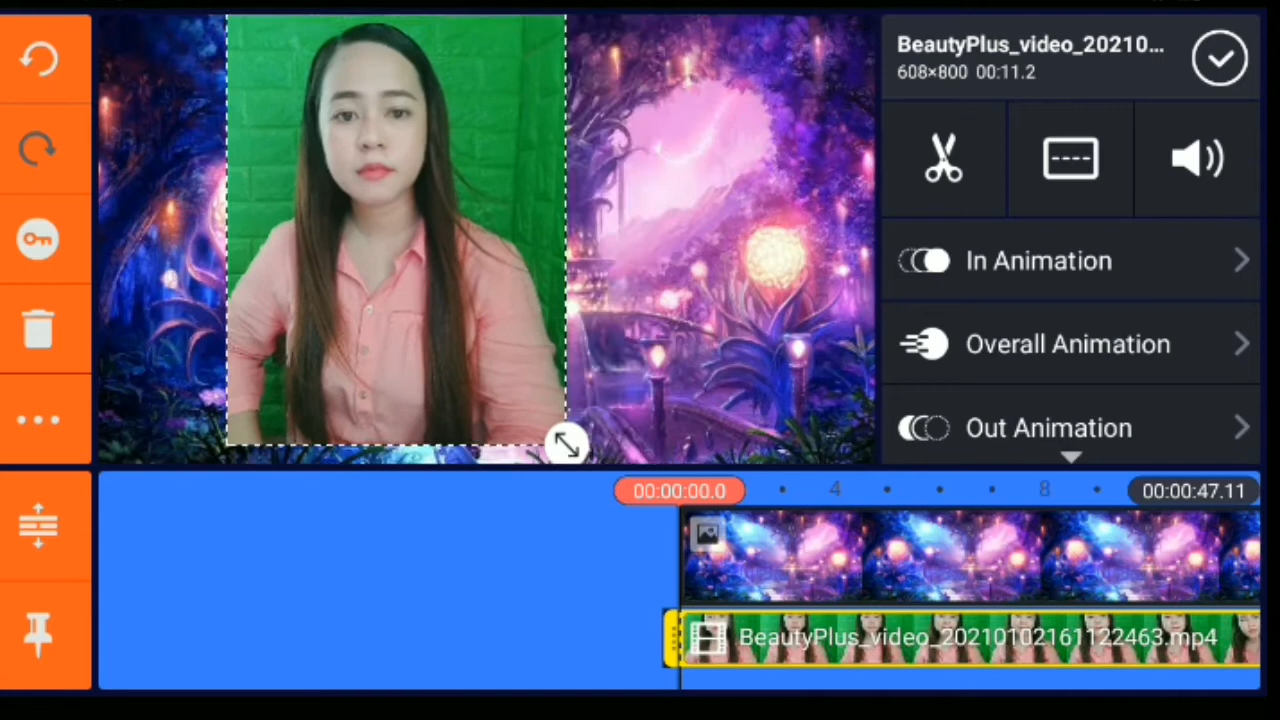 BeautyPlus_video_20210...
608×800 00:11.2
In Animation
Overall Animation
Out Animation
00:00:00.0
4
8
00:00:47.11
BeautyPlus_video_20210102161122463.mp4